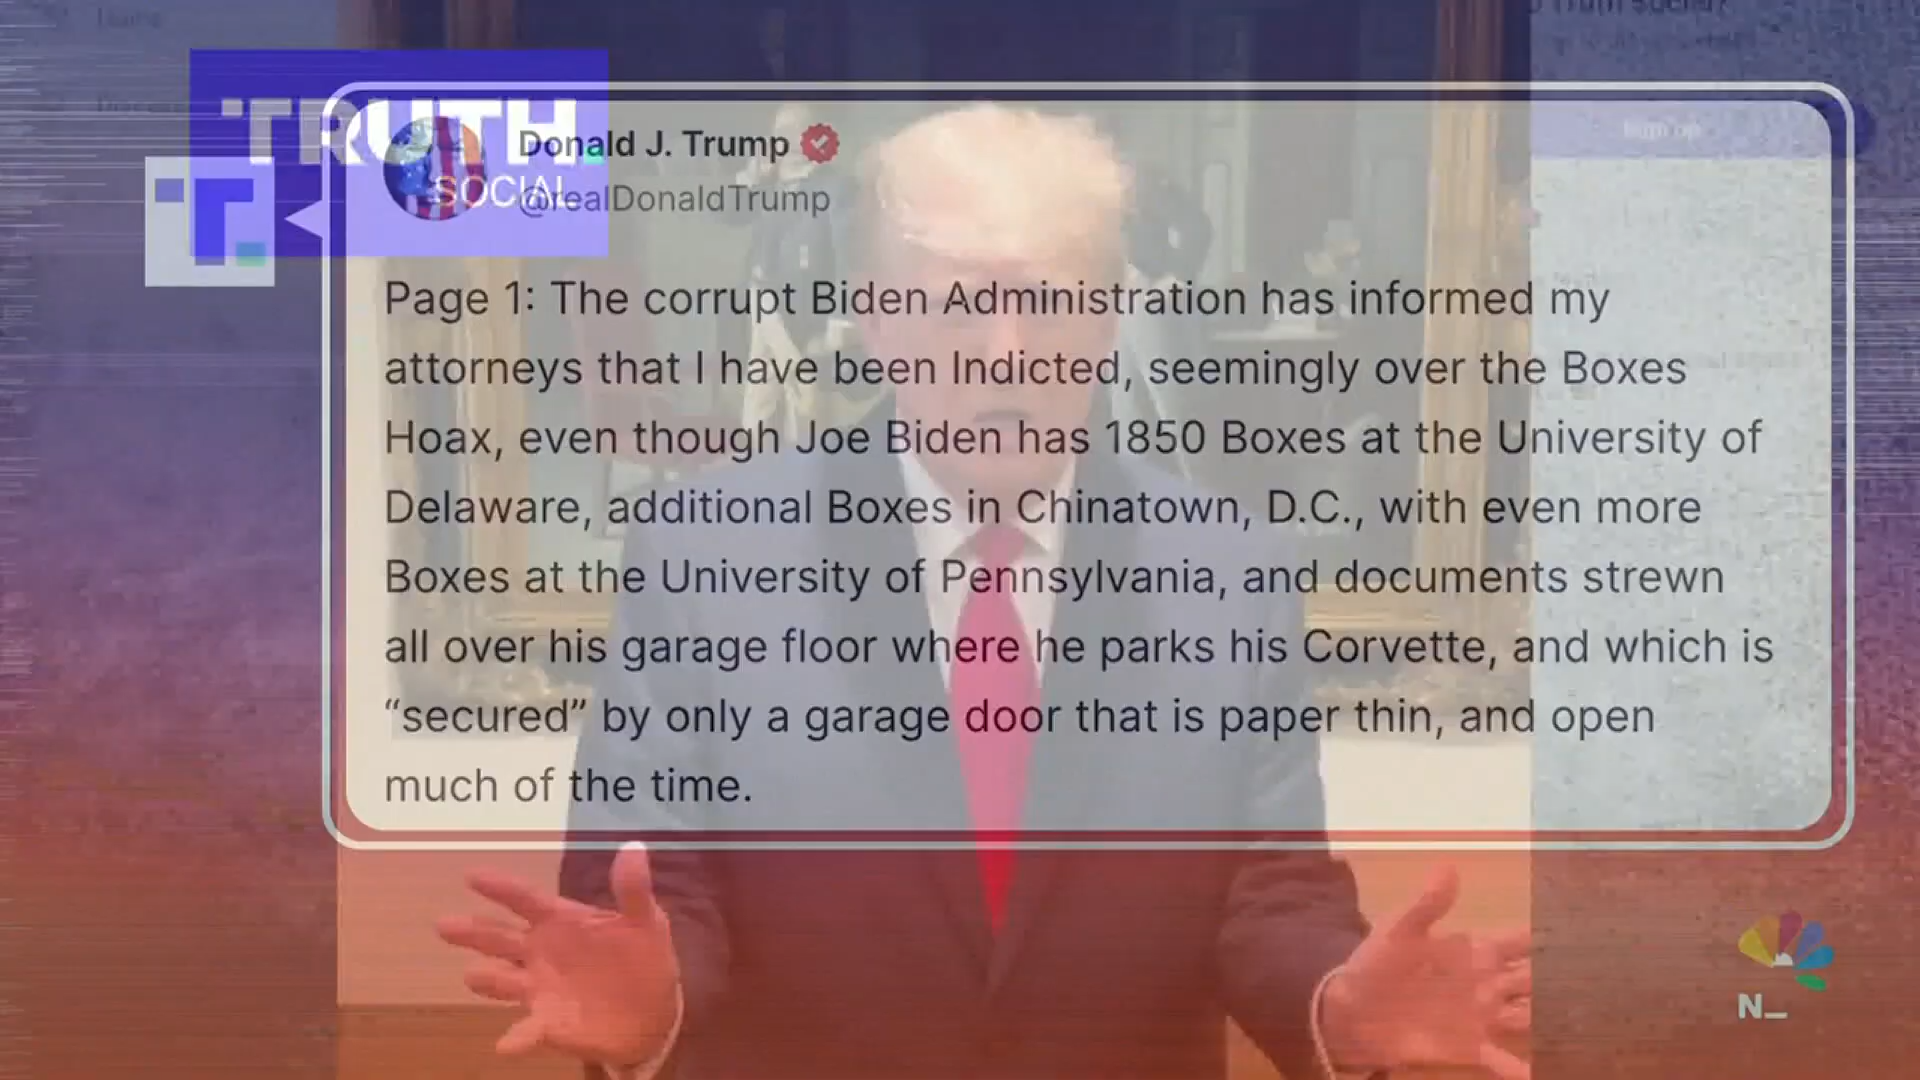 TRUTH.
SOCIAL
T.
Donald J. Trump
@realDonaldTrump
Page 1: The corrupt Biden Administration has informed my
attorneys that I have been Indicted, seemingly over the Boxes
Hoax, even though Joe Biden has 1850 Boxes at the University of
Delaware, additional Boxes in Chinatown, D.C., with even more
Boxes at the University of Pennsylvania, and documents strewn
all over his garage floor where he parks his Corvette, and which is
“secured” by only a garage door that is paper thin, and open
much of the time.
N_